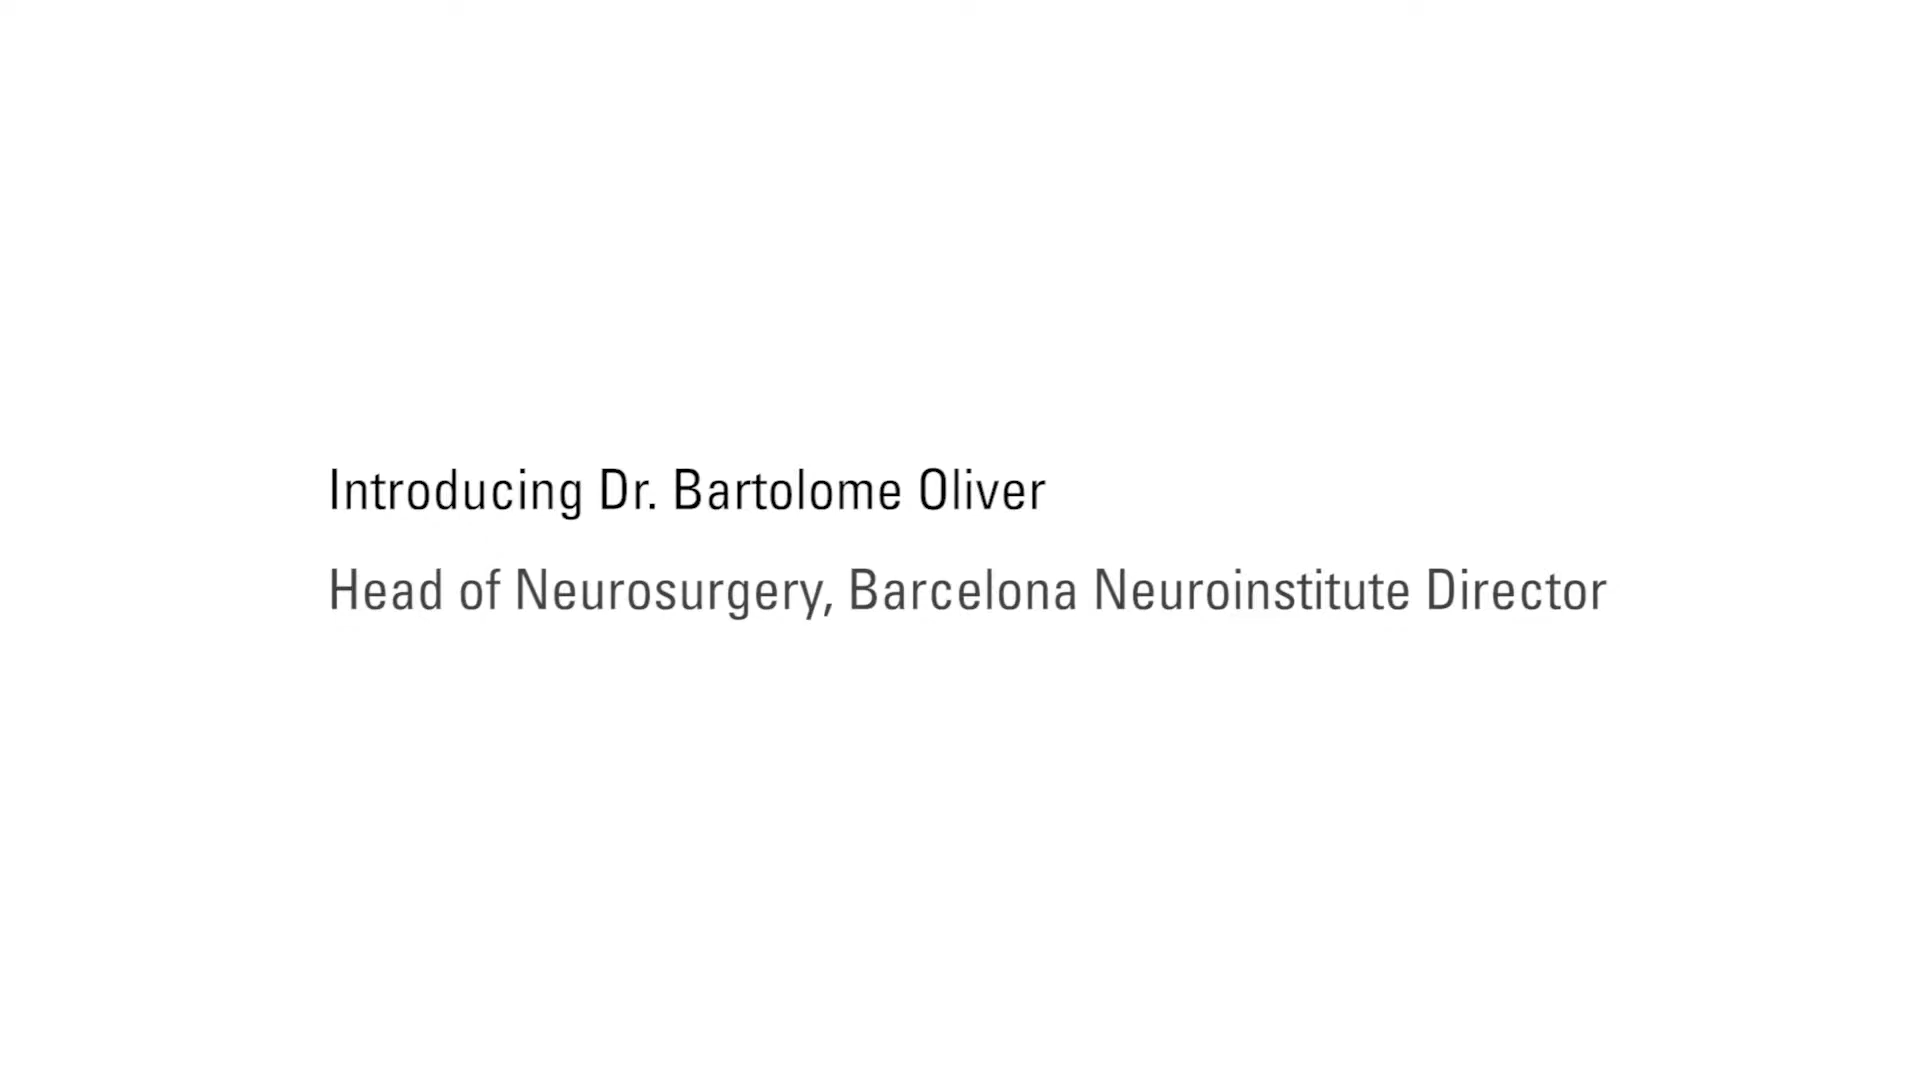 Introducing Dr. Bartolome Oliver
Head of Neurosurgery, Barcelona Neuroinstitute Director